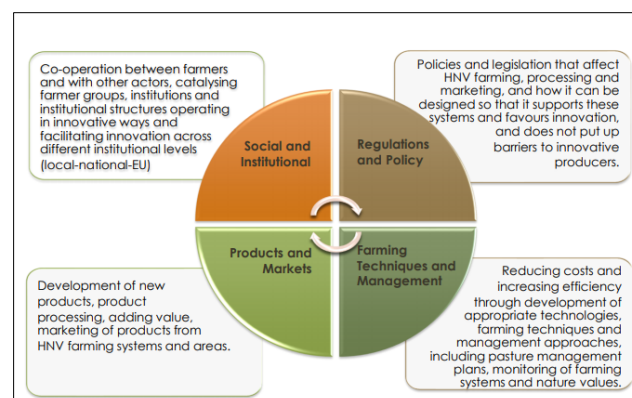 Co-operation between farmers
and with other actors, catalysing
farmer groups, institutions and
institutional structures operating
in innovative ways and
facilitating innovation across
different institutional levels
(local-national-EU)
Policies and legislation that affect
HNV farming, processing and
marketing, and how it can be
designed so that it supports these
systems and favours innovation,
and does not put up
barriers to innovative
producers.
Social and
Institutional
Regulations
and Policy
Products and
Markets
Farming
Techniques and
Management
Development of new
products, product
processing, adding value,
marketing of products from
HNV farming systems and areas.
Reducing costs and
increasing efficiency
through development of
appropriate technologies,
farming techniques and
management approaches,
including pasture management
plans, monitoring of farming
systems and nature values.